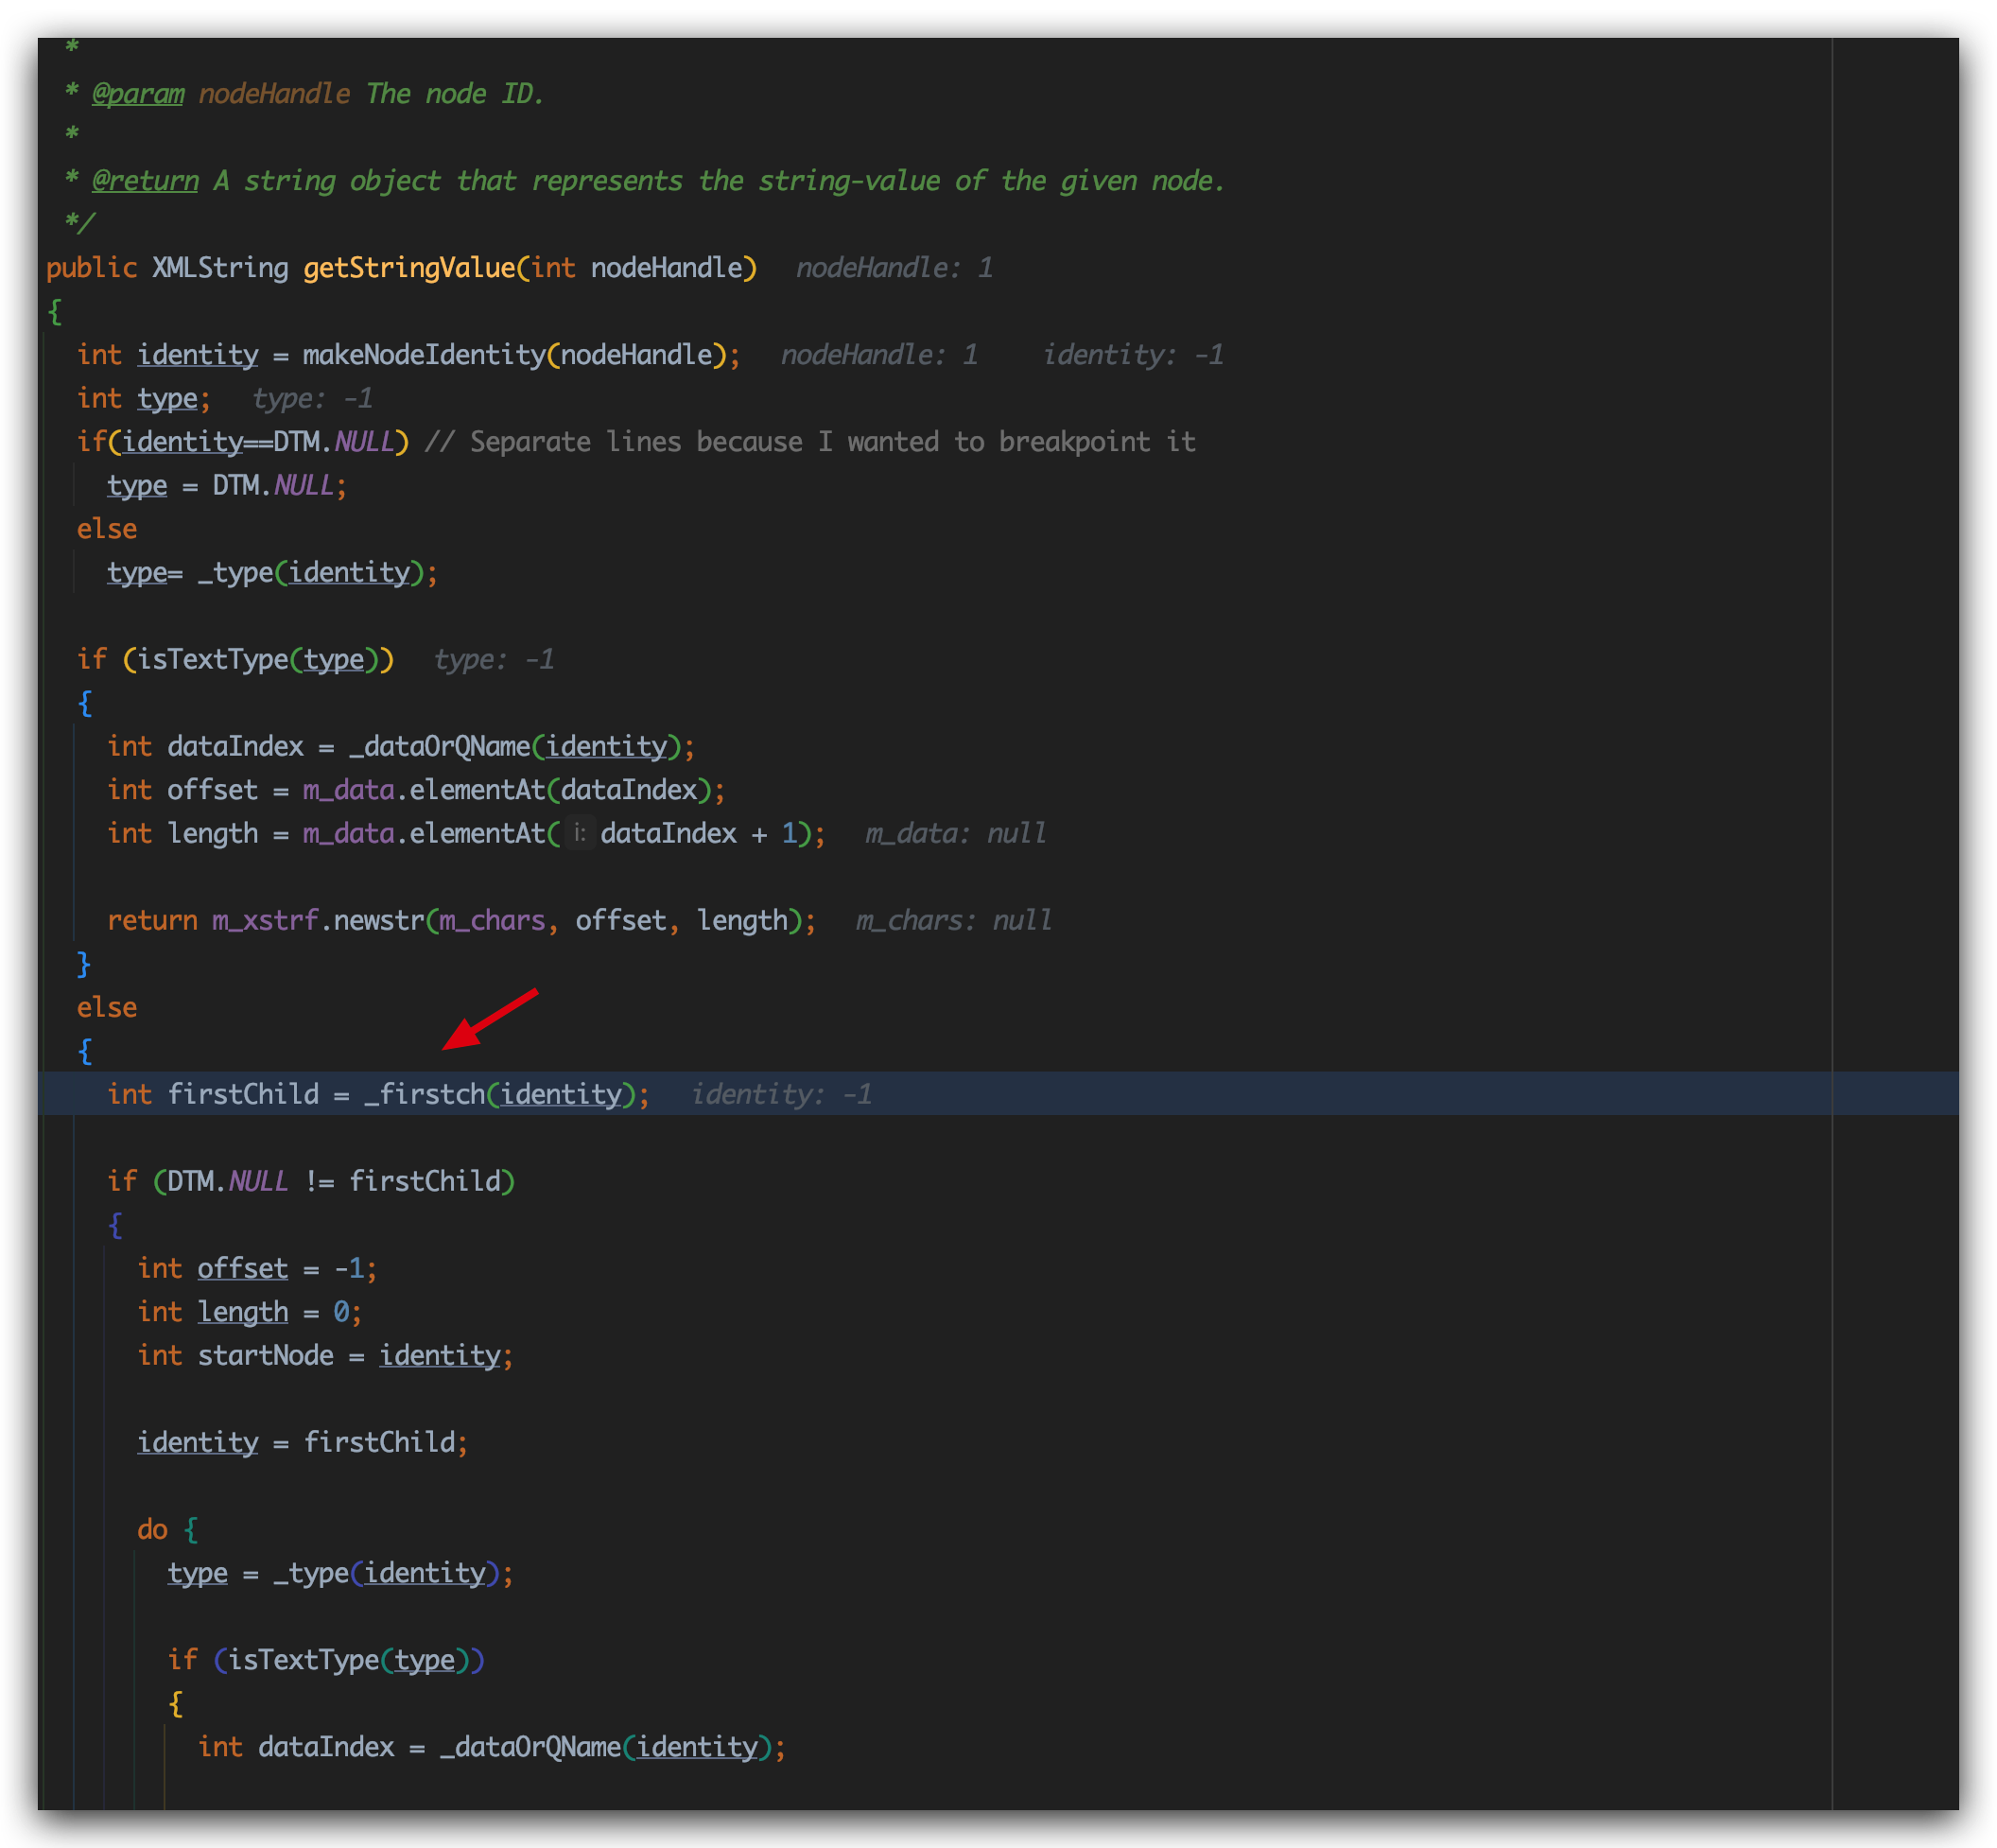 *
* @param nodeHandle The node ID.
*
* @return A string object that represents the string-value of the given node.
*/
public XMLString getStringValue(int nodeHandle) nodeHandle: 1
{
int identity = makeNodeIdentity(nodeHandle); nodeHandle: 1 identity: -1
int type; type: -1
if(identity==DTM.NULL) // Separate lines because I wanted to breakpoint it
type = DTM.NULL;
else
type= _type(identity);
if (isTextType(type)) type: -1
{
int dataIndex = _dataOrQName(identity);
int offset = m_data.elementAt(dataIndex);
int length = m_data.elementAt( i: dataIndex + 1); m_data: null
return m_xstrf.newstr(m_chars, offset, length); m_chars: null
}
else
{
int firstChild = _firstch(identity); identity: -1
if (DTM.NULL != firstChild)
{
int offset = -1;
int length = 0;
int startNode = identity;
identity = firstChild;
do {
type = _type(identity);
if (isTextType(type))
{
int dataIndex = _dataOrQName(identity);